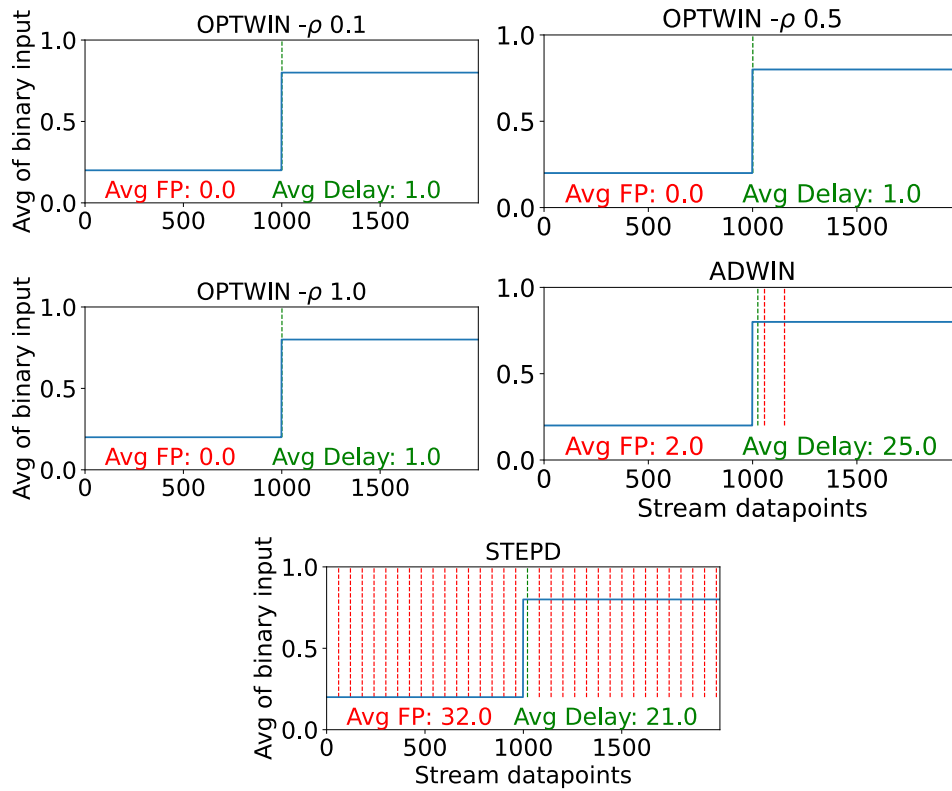 OPTWIN -ρ 0.1
Avg of binary input
1.0
0.5
0.0
Avg FP: 0.0 Avg Delay: 1.0
0 500 1000 1500
OPTWIN -ρ 0.5
1.0
0.5
0.0
Avg FP: 0.0 Avg Delay: 1.0
0 500 1000 1500
OPTWIN -ρ 1.0
Avg of binary input
1.0
0.5
0.0
Avg FP: 0.0 Avg Delay: 1.0
0 500 1000 1500
ADWIN
1.0
0.5
0.0
Avg FP: 2.0 Avg Delay: 25.0
0 500 1000 1500
Stream datapoints
STEPD
Avg of binary input
1.0
0.5
0.0
Avg FP: 32.0 Avg Delay: 21.0
0 500 1000 1500
Stream datapoints